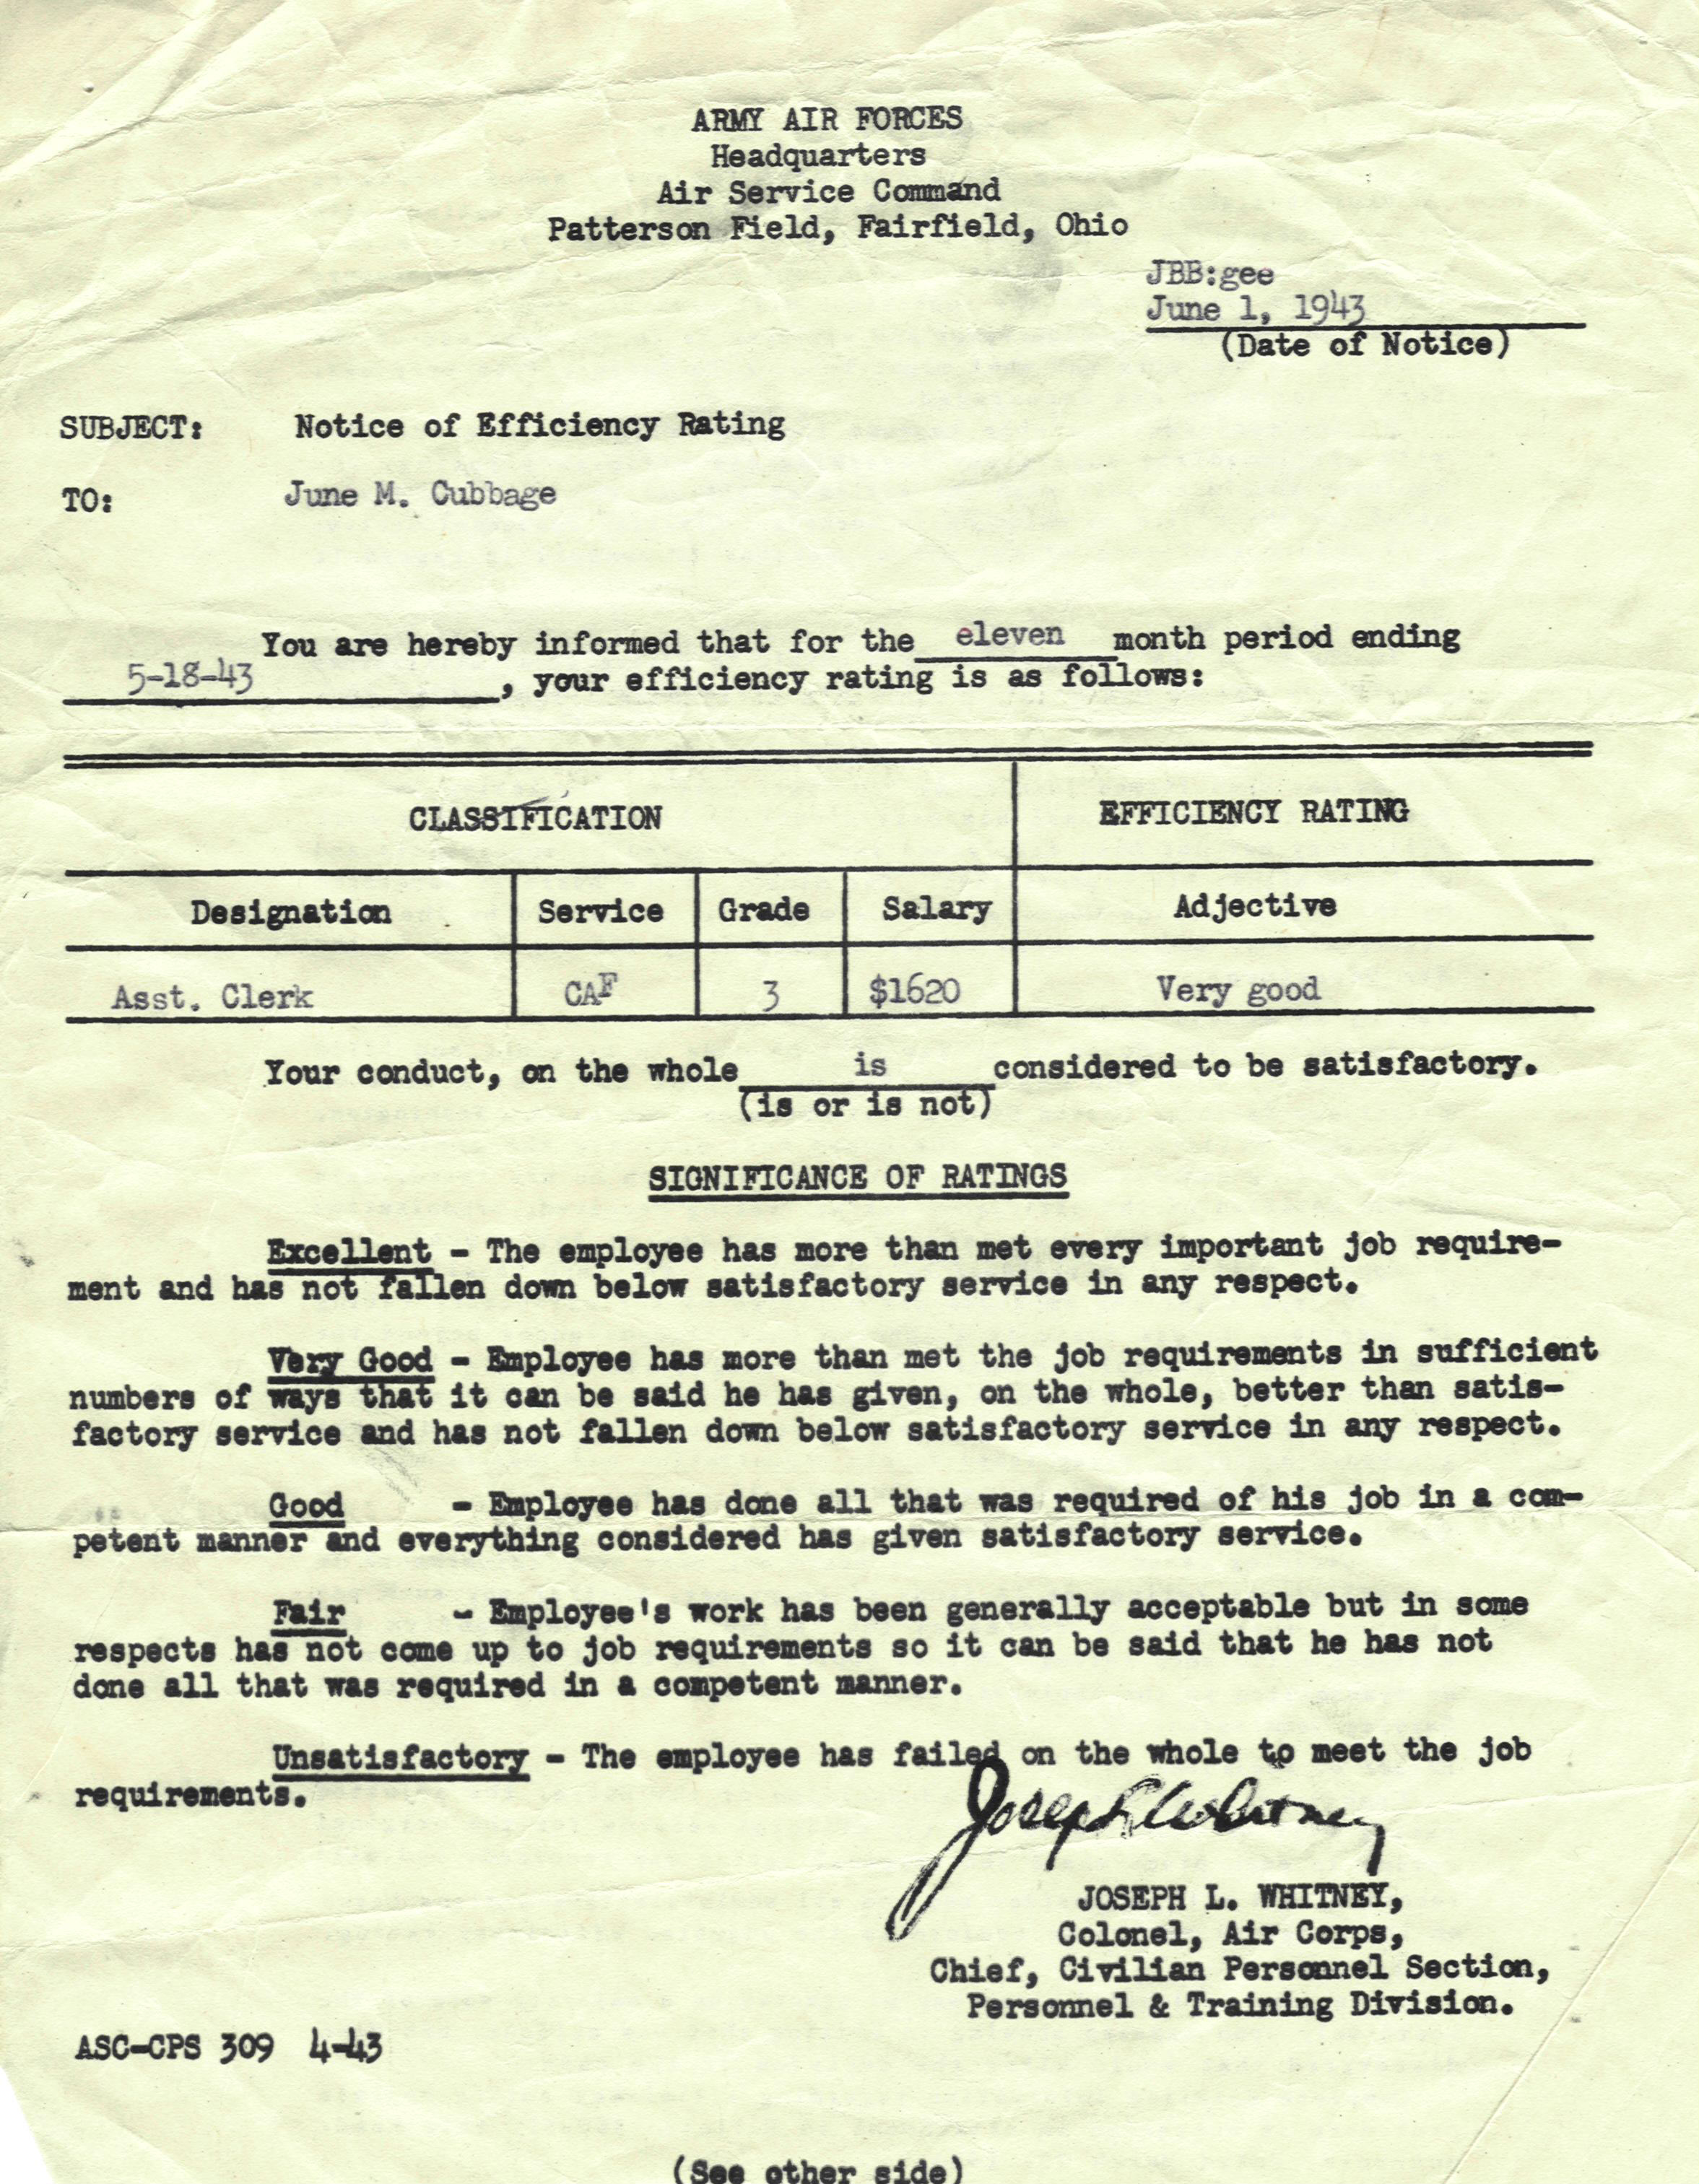 ARMY AIR FORCES
Headquarters
Air Service Command
Patterson Field, Fairfield, Ohio
JBB:gee
June 1, 1943
(Date of Notice)
SUBJECT: Notice of Efficiency Rating
TO: June M. Cubbage
You are hereby informed that for the eleven month period ending
5-18-43, your efficiency rating is as follows:
CLASSIFICATION EFFICIENCY RATING
Designation Service Grade Salary Adjective
Asst. Clerk CAF 3 $1620 Very good
Your conduct, on the whole is considered to be satisfactory.
(is or is not)
SIGNIFICANCE OF RATINGS
Excellent - The employee has more than met every important job require-
ment and has not fallen down below satisfactory service in any respect.
Very Good - Employee has more than met the job requirements in sufficient
numbers of ways that it can be said he has given, on the whole, better than satis-
factory service and has not fallen down below satisfactory service in any respect.
Good - Employee has done all that was required of his job in a com-
petent manner and everything considered has given satisfactory service.
Fair - Employee's work has been generally acceptable but in some
respects has not come up to job requirements so it can be said that he has not
done all that was required in a competent manner.
Unsatisfactory - The employee has failed on the whole to meet the job
requirements.
Joseph L Whitney
JOSEPH L. WHITNEY,
Colonel, Air Corps,
Chief, Civilian Personnel Section,
Personnel & Training Division.
ASC-CPS 309 4-43
(See other side)